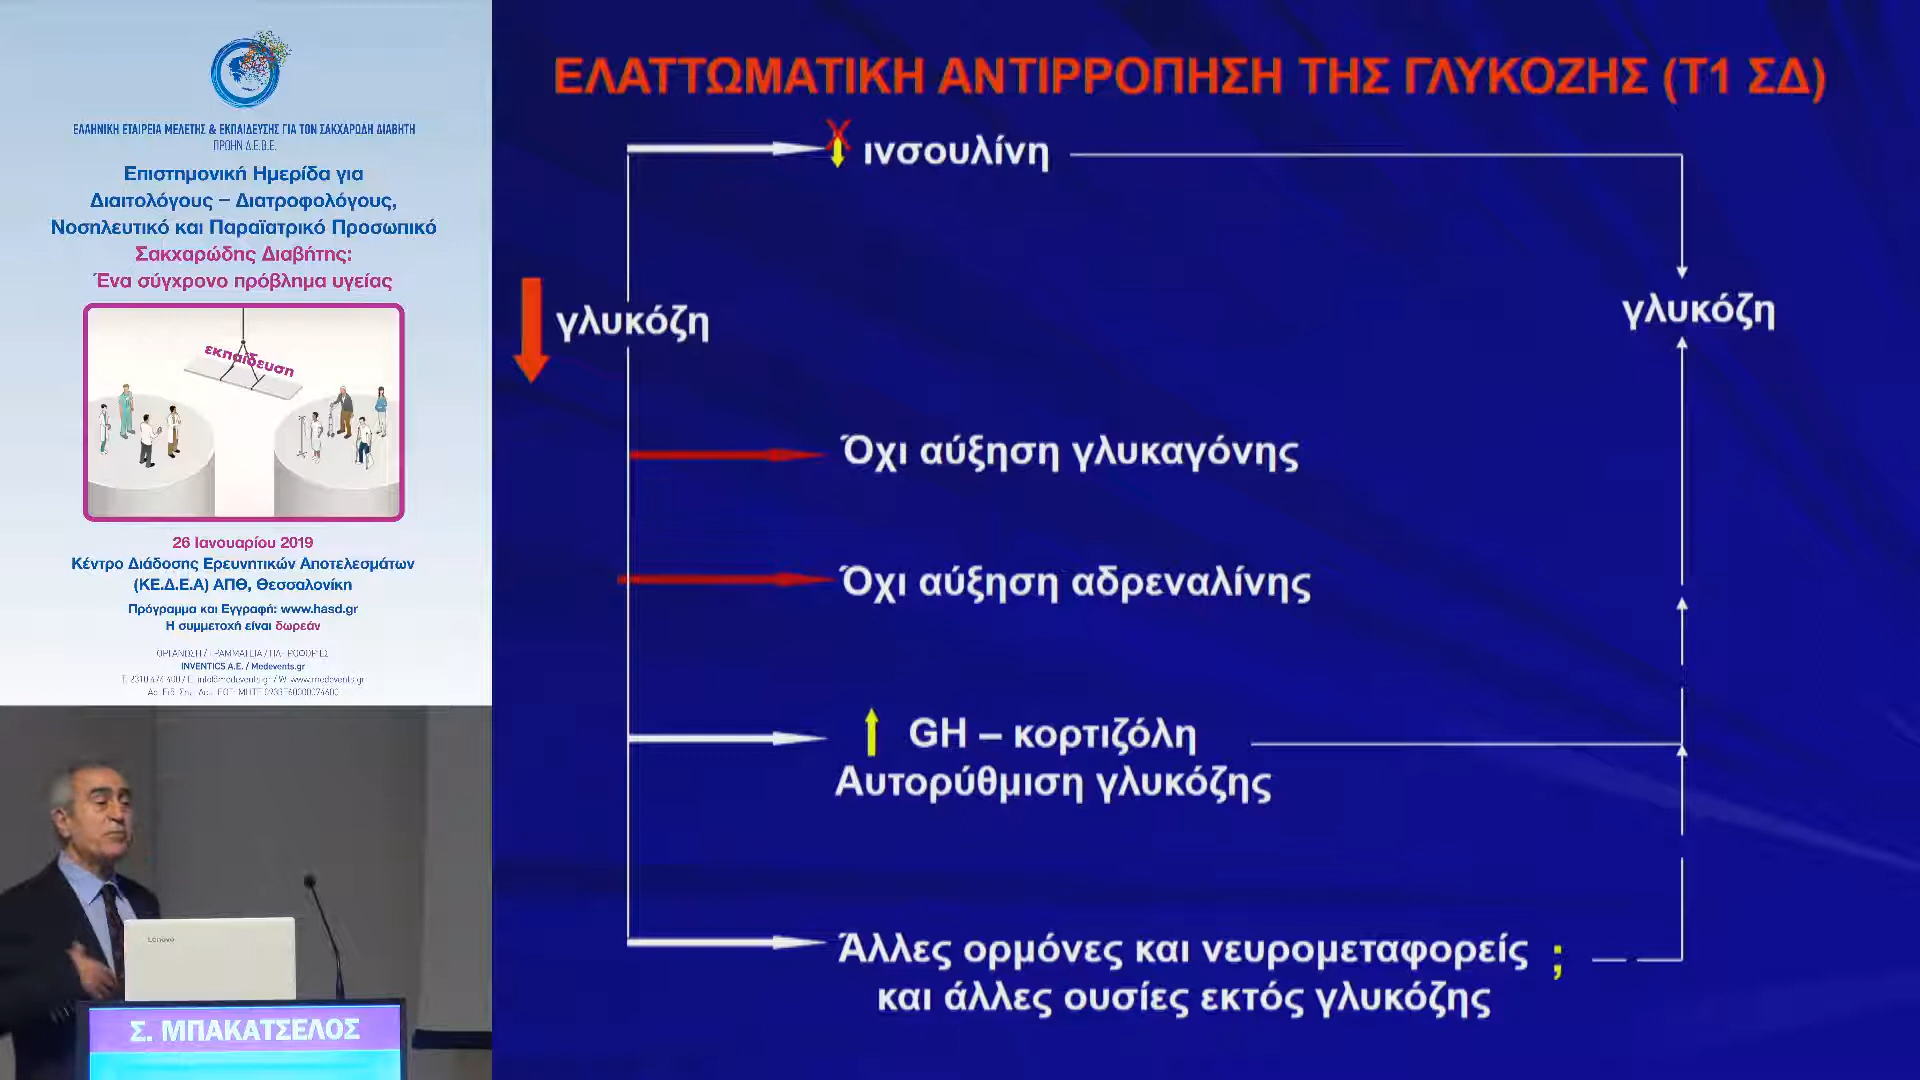 ΕΛΛΗΝΙΚΗ ΕΤΑΙΡΕΙΑ ΜΕΛΕΤΗΣ & ΕΚΠΑΙΔΕΥΣΗΣ ΓΙΑ ΤΟΝ ΣΑΚΧΑΡΩΔΗ ΔΙΑΒΗΤΗ
ΠΡΩΗΝ Δ.Ε.Β.Ε.
Επιστημονική Ημερίδα για
Διαιτολόγους – Διατροφολόγους,
Νοσηλευτικό και Παραϊατρικό Προσωπικό
Σακχαρώδης Διαβήτης:
Ένα σύγχρονο πρόβλημα υγείας
εκπαίδευση
26 Ιανουαρίου 2019
Κέντρο Διάδοσης Ερευνητικών Αποτελεσμάτων
(ΚΕ.Δ.Ε.Α) ΑΠΘ, Θεσσαλονίκη
Πρόγραμμα και Εγγραφή: www.hasd.gr
Η συμμετοχή είναι δωρεάν
ΟΡΓΑΝΩΣΗ / ΓΡΑΜΜΑΤΕΙΑ / ΠΛΗΡΟΦΟΡΙΕΣ
INVENTICS A.E. / Medevents.gr
Lenovo
Σ. ΜΠΑΚΑΤΣΕΛΟΣ
ΕΛΑΤΤΩΜΑΤΙΚΗ ΑΝΤΙΡΡΟΠΗΣΗ ΤΗΣ ΓΛΥΚΟΖΗΣ (Τ1 ΣΔ)
X ινσουλίνη
γλυκόζη
γλυκόζη
Όχι αύξηση γλυκαγόνης
Όχι αύξηση αδρεναλίνης
GH – κορτιζόλη
Αυτορύθμιση γλυκόζης
Άλλες ορμόνες και νευρομεταφορείς ;
και άλλες ουσίες εκτός γλυκόζης